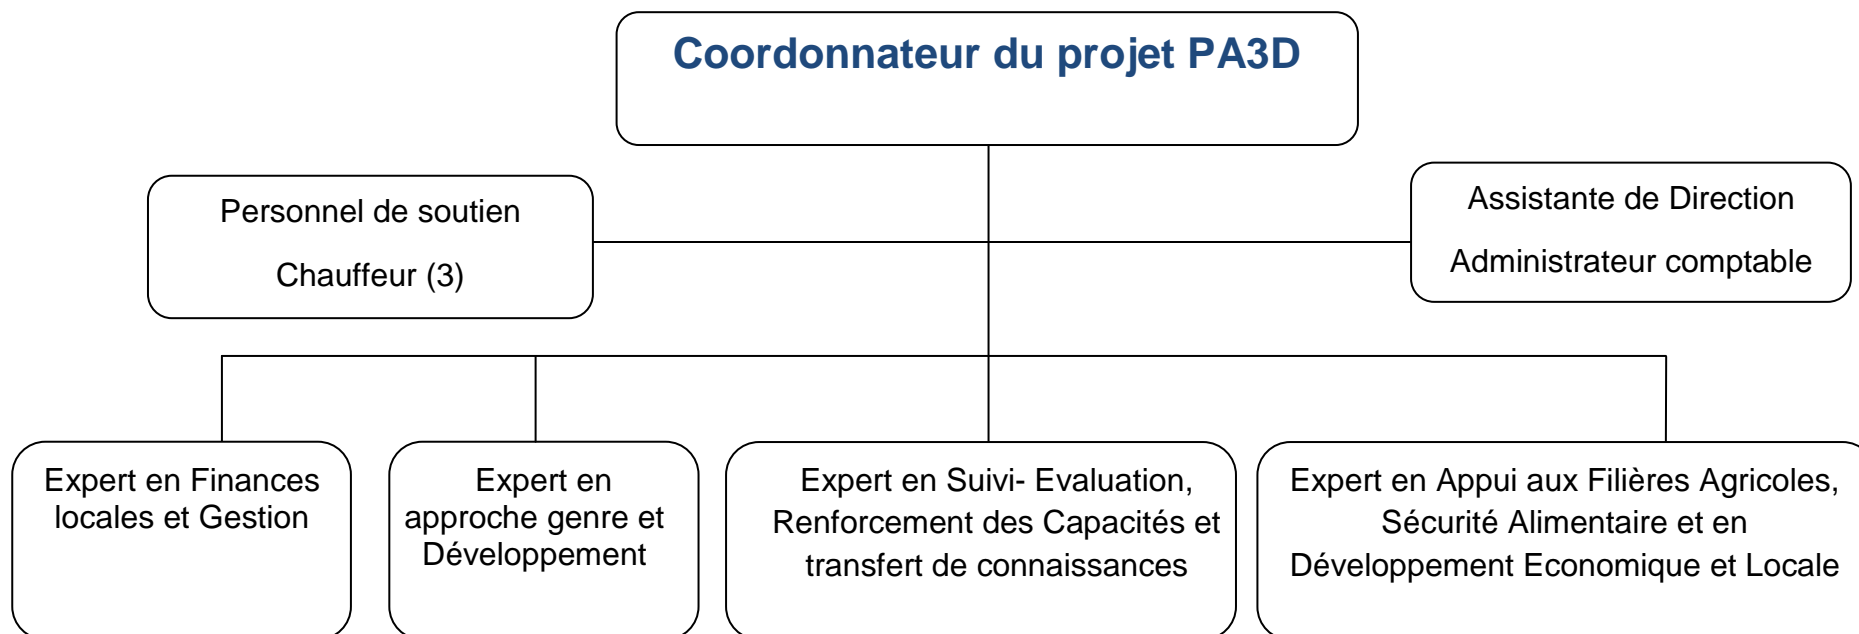 Coordonnateur du projet PA3D
Personnel de soutien
Chauffeur (3)
Assistante de Direction
Administrateur comptable
Expert en Finances
locales et Gestion
Expert en
approche genre et
Développement
Expert en Suivi- Evaluation,
Renforcement des Capacités et
transfert de connaissances
Expert en Appui aux Filières Agricoles,
Sécurité Alimentaire et en
Développement Economique et Locale